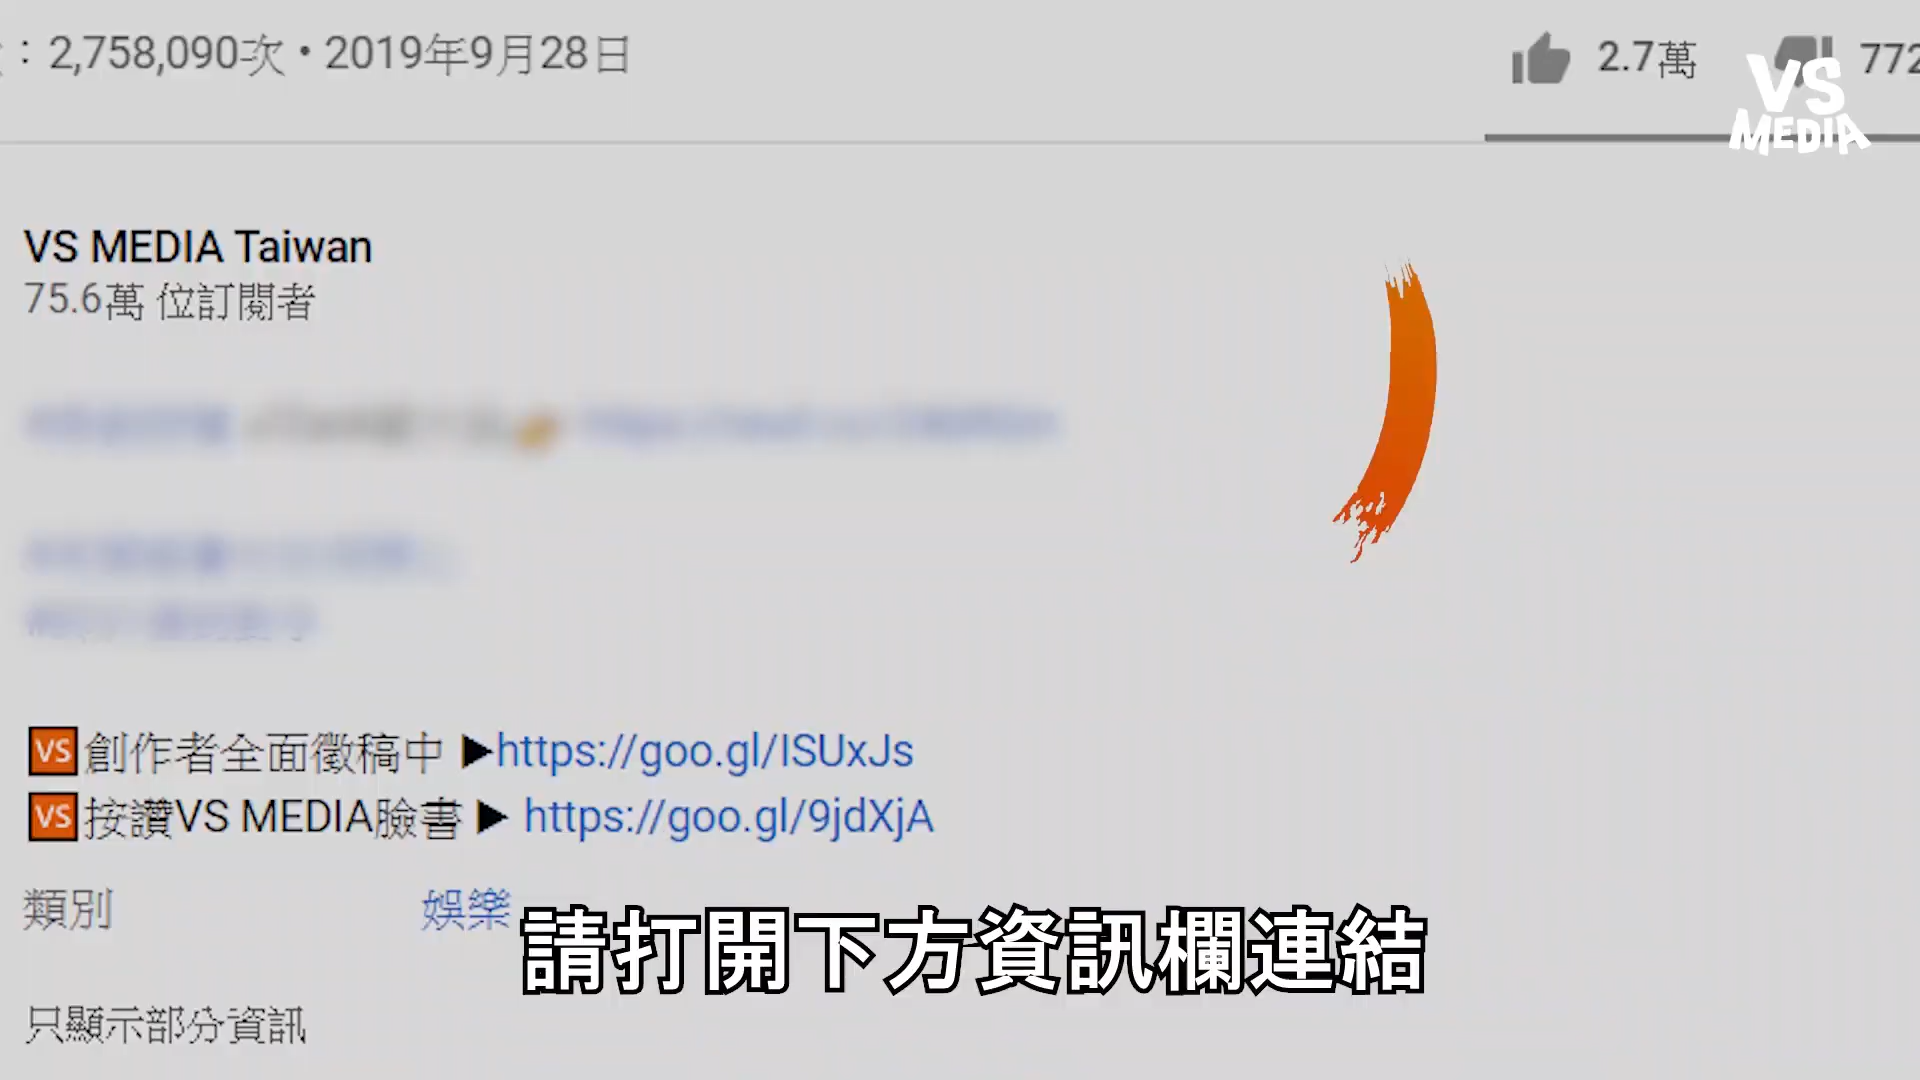 ：2,758,090次 • 2019年9月28日
2.7萬
772
VS MEDIA
VS MEDIA Taiwan
75.6萬 位訂閱者
VS 創作者全面徵稿中 ▶https://goo.gl/ISUxJs
VS 按讚VS MEDIA臉書 ▶ https://goo.gl/9jdXjA
類別 娛樂
請打開下方資訊欄連結
只顯示部分資訊